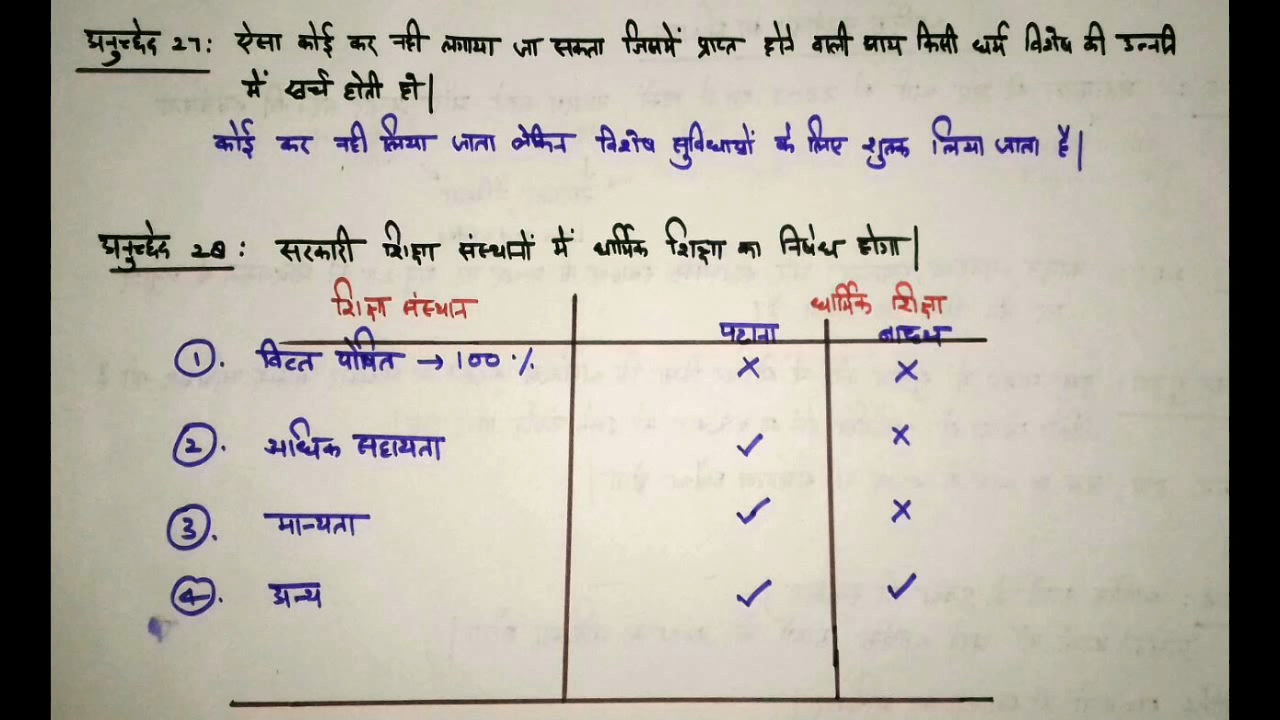 अनुच्छेद 27: ऐसा कोई कर नही लगाया जा सकता जिसमें प्राप्त होने वाली आय किसी धर्म विशेष की उन्नति
में खर्च होती हो|
कोई कर नही लिया जाता लेकिन विशेष सुविधाओं के लिए शुल्क लिया जाता है|
अनुच्छेद 28: सरकारी शिक्षा संस्थानों में धार्मिक शिक्षा का निषेध होगा|
शिक्षा संस्थान धार्मिक शिक्षा
पढाना बाध्य
1. वित्त पोषित → 100% × ×
2. आर्थिक सहायता ✓ ×
3. मान्यता ✓ ×
4. अन्य ✓ ✓